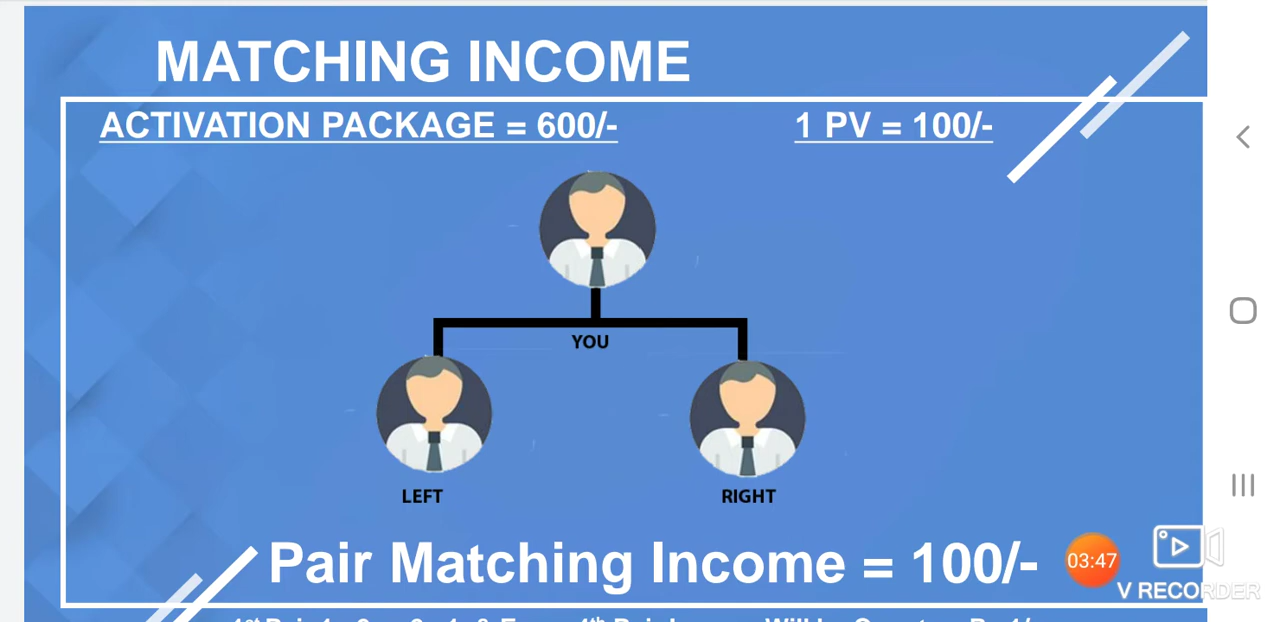 MATCHING INCOME
ACTIVATION PACKAGE = 600/- 1 PV = 100/-
YOU
LEFT RIGHT
Pair Matching Income = 100/-
03:47
V RECORDER